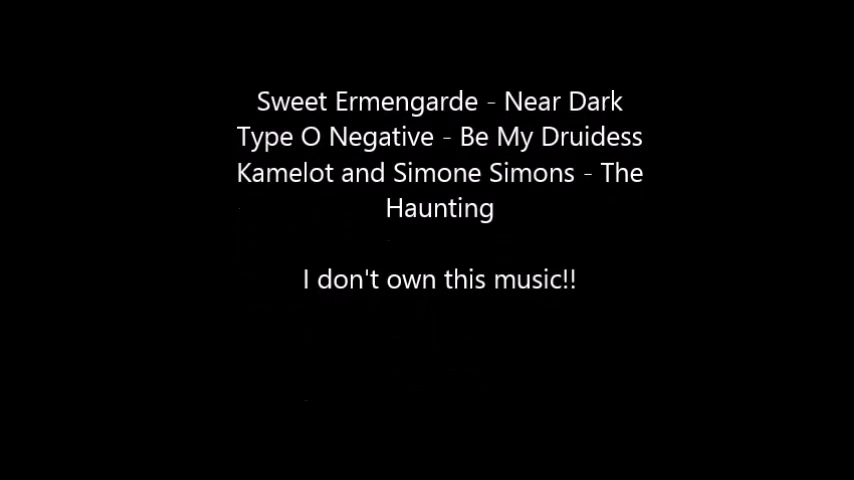 Sweet Ermengarde - Near Dark
Type O Negative - Be My Druidess
Kamelot and Simone Simons - The
Haunting
I don't own this music!!